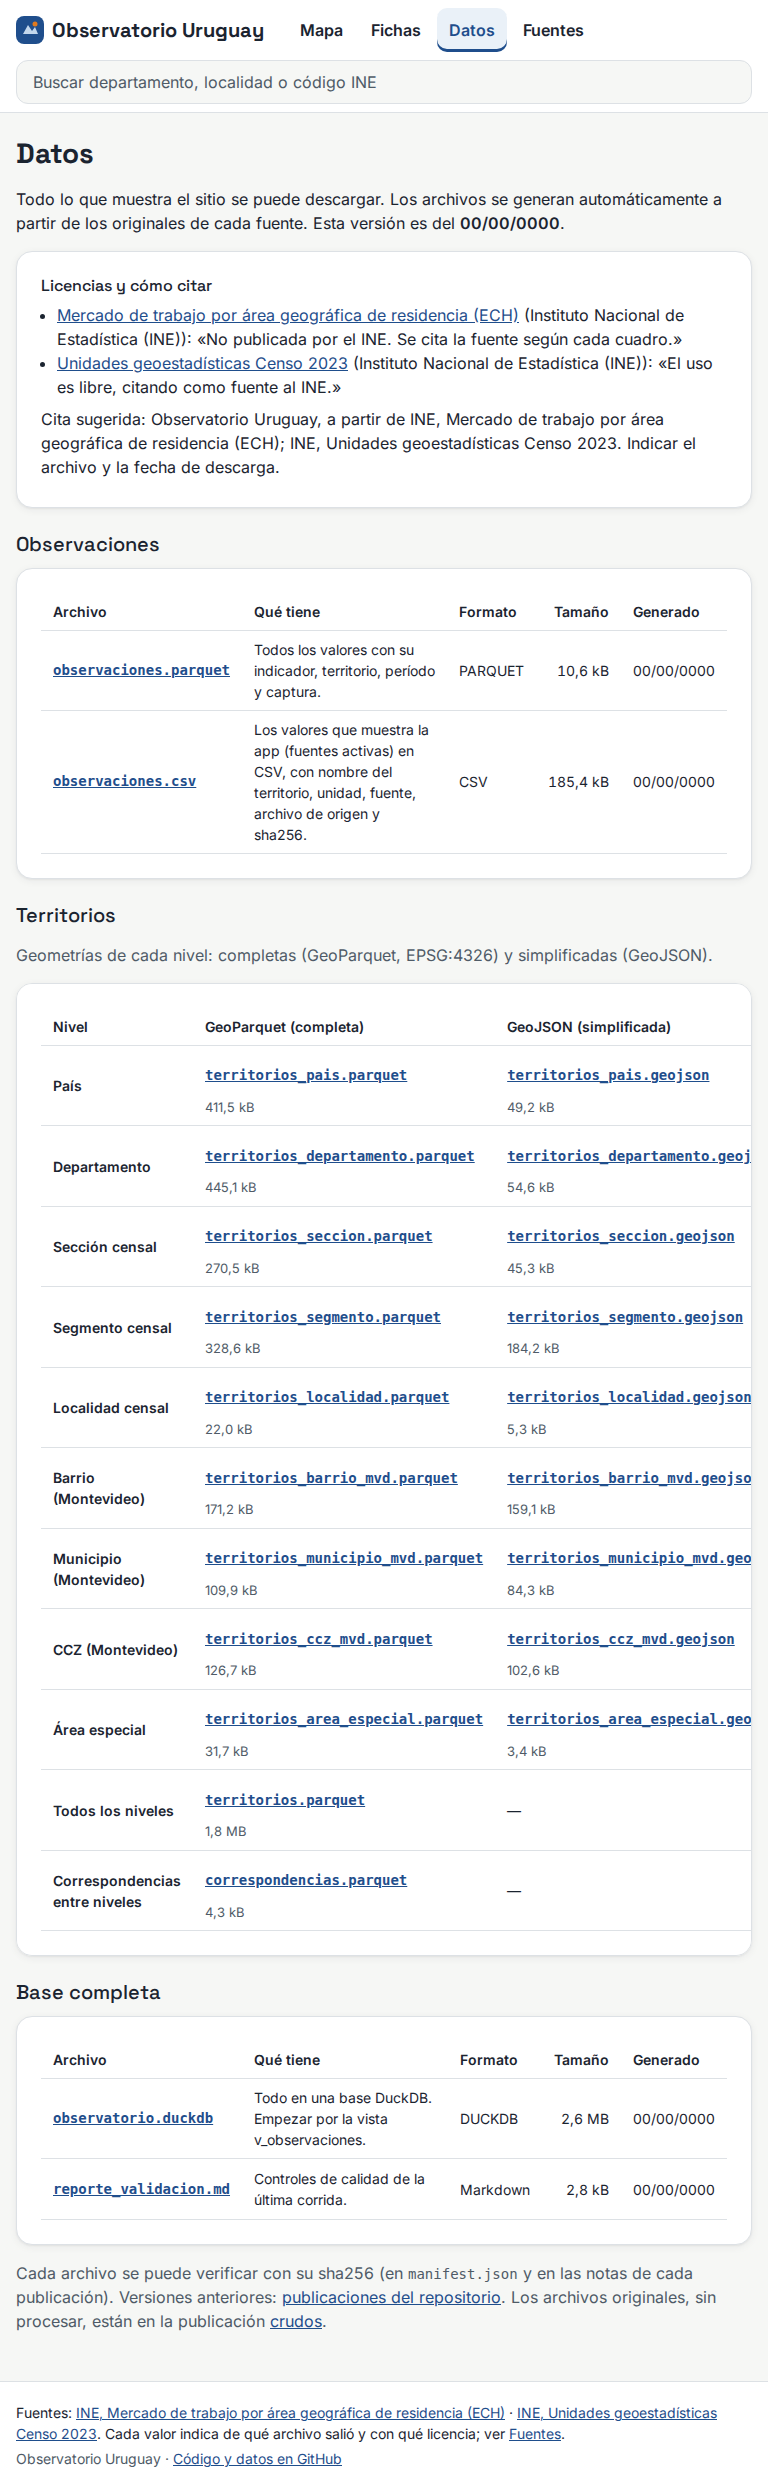 Observatorio Uruguay
Mapa
Fichas
Datos
Fuentes
Buscar departamento, localidad o código INE
Datos
Todo lo que muestra el sitio se puede descargar. Los archivos se generan automáticamente a
partir de los originales de cada fuente. Esta versión es del 00/00/0000.
Licencias y cómo citar
• Mercado de trabajo por área geográfica de residencia (ECH) (Instituto Nacional de
Estadística (INE)): «No publicada por el INE. Se cita la fuente según cada cuadro.»
• Unidades geoestadísticas Censo 2023 (Instituto Nacional de Estadística (INE)): «El uso
es libre, citando como fuente al INE.»
Cita sugerida: Observatorio Uruguay, a partir de INE, Mercado de trabajo por área
geográfica de residencia (ECH); INE, Unidades geoestadísticas Censo 2023. Indicar el
archivo y la fecha de descarga.
Observaciones
Archivo Qué tiene Formato Tamaño Generado
observaciones.parquet
Todos los valores con su
indicador, territorio, período
y captura.
PARQUET 10,6 kB 00/00/0000
observaciones.csv
Los valores que muestra la
app (fuentes activas) en
CSV, con nombre del
territorio, unidad, fuente,
archivo de origen y
sha256.
CSV 185,4 kB 00/00/0000
Territorios
Geometrías de cada nivel: completas (GeoParquet, EPSG:4326) y simplificadas (GeoJSON).
Nivel GeoParquet (completa) GeoJSON (simplificada)
País
territorios_pais.parquet
411,5 kB
territorios_pais.geojson
49,2 kB
Departamento
territorios_departamento.parquet
445,1 kB
territorios_departamento.geoj
54,6 kB
Sección censal
territorios_seccion.parquet
270,5 kB
territorios_seccion.geojson
45,3 kB
Segmento censal
territorios_segmento.parquet
328,6 kB
territorios_segmento.geojson
184,2 kB
Localidad censal
territorios_localidad.parquet
22,0 kB
territorios_localidad.geojson
5,3 kB
Barrio
(Montevideo)
territorios_barrio_mvd.parquet
171,2 kB
territorios_barrio_mvd.geojso
159,1 kB
Municipio
(Montevideo)
territorios_municipio_mvd.parquet
109,9 kB
territorios_municipio_mvd.geo
84,3 kB
CCZ (Montevideo)
territorios_ccz_mvd.parquet
126,7 kB
territorios_ccz_mvd.geojson
102,6 kB
Área especial
territorios_area_especial.parquet
31,7 kB
territorios_area_especial.geo
3,4 kB
Todos los niveles
territorios.parquet
1,8 MB
—
Correspondencias
entre niveles
correspondencias.parquet
4,3 kB
—
Base completa
Archivo Qué tiene Formato Tamaño Generado
observatorio.duckdb
Todo en una base DuckDB.
Empezar por la vista
v_observaciones.
DUCKDB 2,6 MB 00/00/0000
reporte_validacion.md
Controles de calidad de la
última corrida.
Markdown 2,8 kB 00/00/0000
Cada archivo se puede verificar con su sha256 (en manifest.json y en las notas de cada
publicación). Versiones anteriores: publicaciones del repositorio. Los archivos originales, sin
procesar, están en la publicación crudos.
Fuentes: INE, Mercado de trabajo por área geográfica de residencia (ECH) · INE, Unidades geoestadísticas
Censo 2023. Cada valor indica de qué archivo salió y con qué licencia; ver Fuentes.
Observatorio Uruguay · Código y datos en GitHub